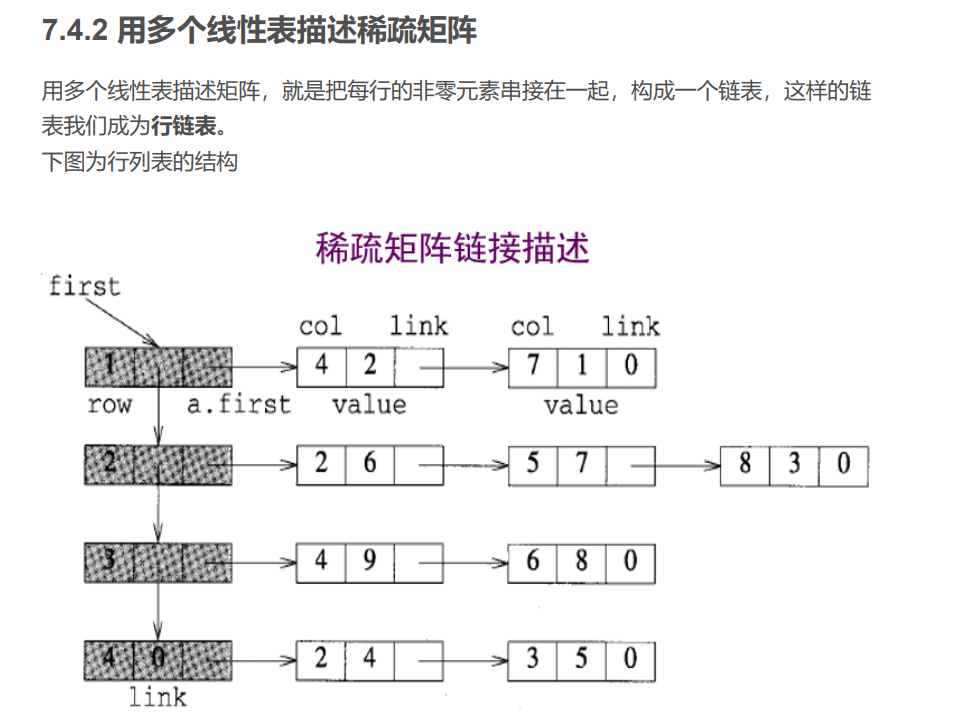 7.4.2 用多个线性表描述稀疏矩阵
用多个线性表描述矩阵，就是把每行的非零元素串接在一起，构成一个链表，这样的链
表我们成为行链表。
下图为行列表的结构
稀疏矩阵链接描述
first
col link col link
1 4 2 7 1 0
row a.first value value
2 2 6 5 7 8 3 0
3 4 9 6 8 0
4 0 2 4 3 5 0
link